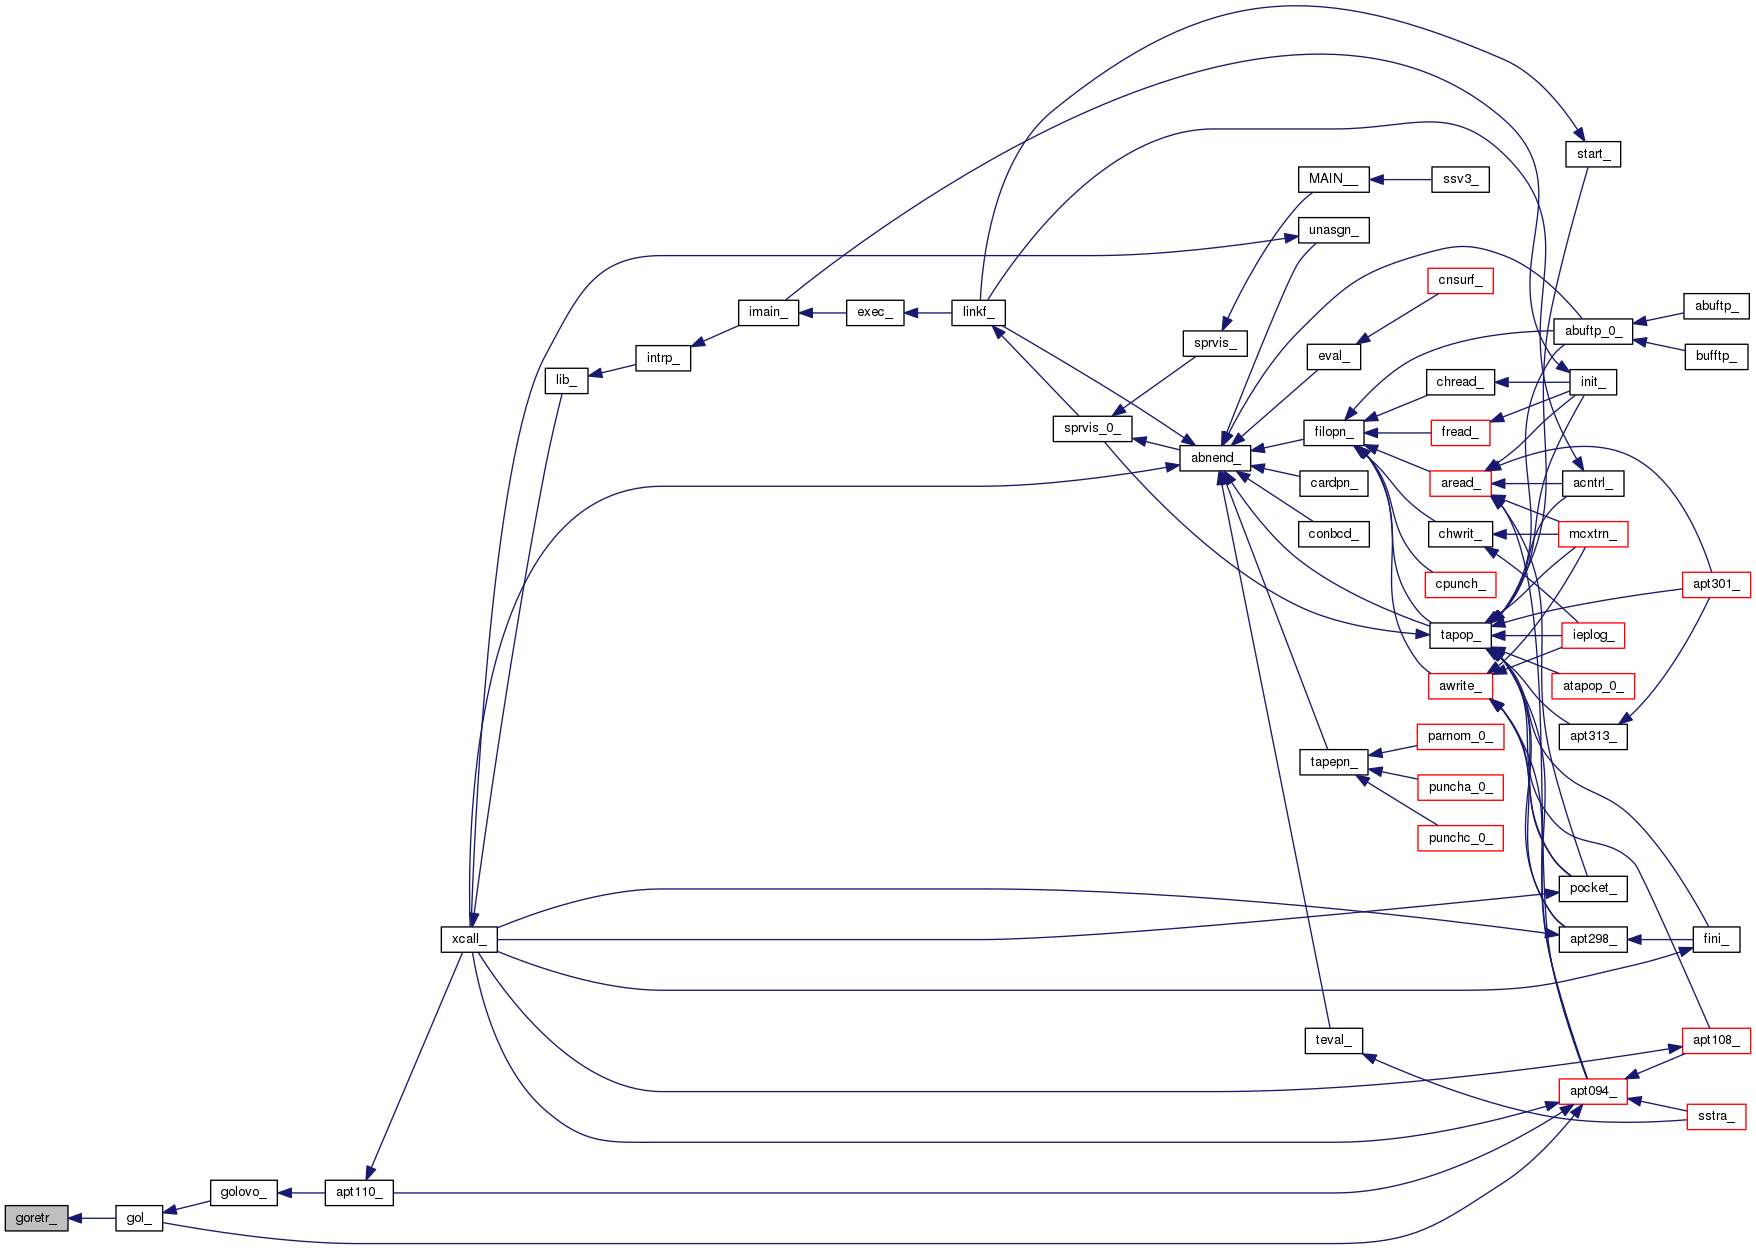 start_
MAIN__
ssv3_
unasgn_
cnsurf_
abuftp_
imain_
exec_
linkf_
abuftp_0_
sprvis_
intrp_
eval_
bufftp_
lib_
chread_
init_
sprvis_0_
filopn_
fread_
abnend_
cardpn_
aread_
acntrl_
conbcd_
chwrit_
mcxtrn_
cpunch_
apt301_
tapop_
ieplog_
awrite_
atapop_0_
parnom_0_
apt313_
tapepn_
puncha_0_
punchc_0_
pocket_
xcall_
apt298_
fini_
teval_
apt108_
apt094_
sstra_
golovo_
apt110_
goretr_
gol_